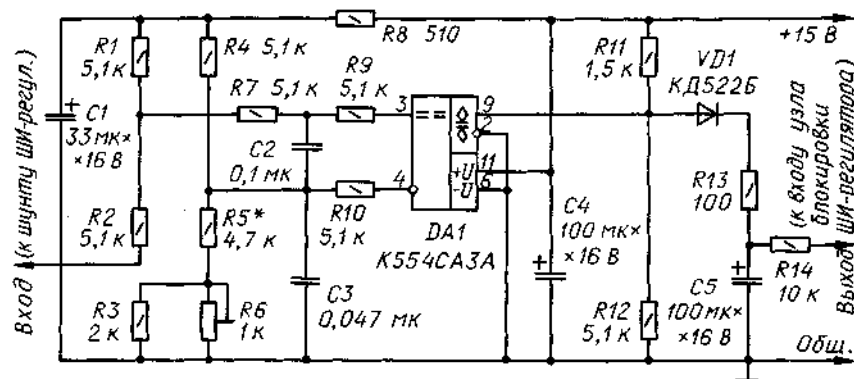 R1
5,1 к
R4 5,1 к
R8 510
+15 В
C1
33 мк×
×16 В
R7 5,1 к
R9
5,1 к
3
==
9
2
R11
1,5 к
VD1
КД522Б
C2
0,1 мк
4
+U
-U
11
6
R13
100
R2
5,1 к
R5*
4,7 к
R10
5,1 к
DA1
К554СА3А
C4
100 мк×
×16 В
R14
10 к
R3
2 к
R6
1 к
C3
0,047 мк
R12
5,1 к
C5
100мк×
×16 В
Общ.
Вход (к шунту ШИ-регул.)
Выход (к входу узла
блокировки
ШИ-регилятора)